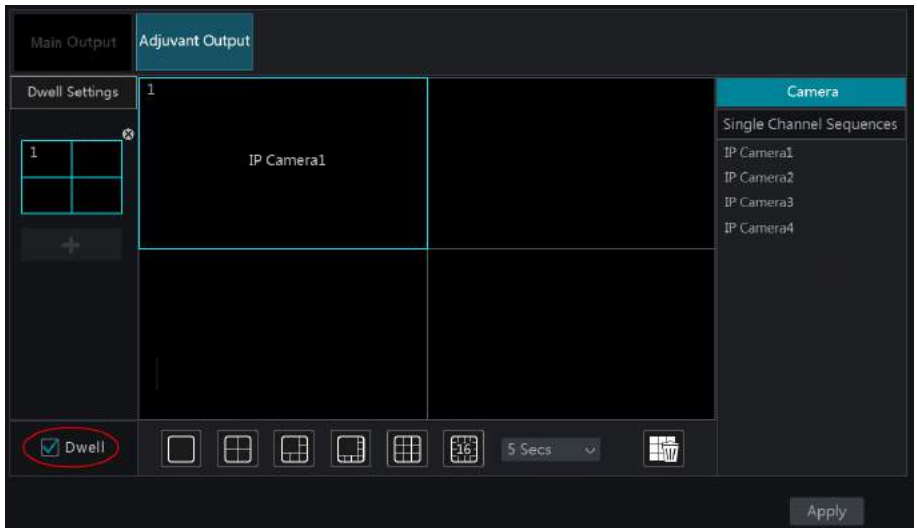 Main Output
Adjuvant Output
Dwell Settings
1
1
IP Camera1
Camera
Single Channel Sequences
IP Camera1
IP Camera2
IP Camera3
IP Camera4
Dwell
16
5 Secs
Apply